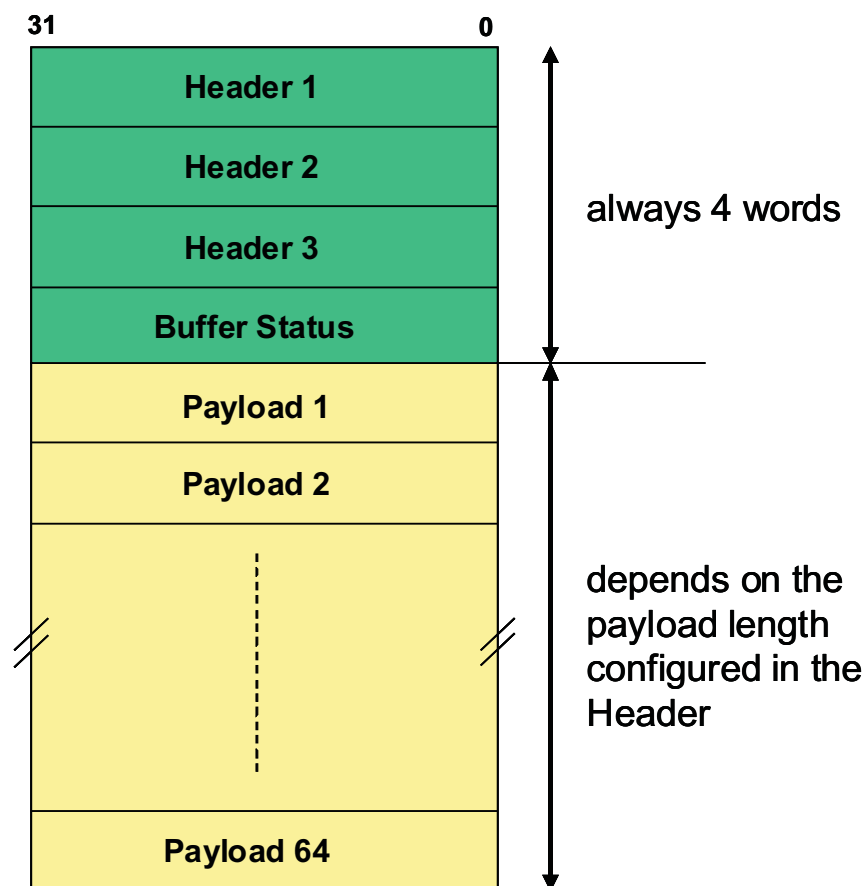 31 0
Header 1
Header 2
Header 3
Buffer Status
always 4 words
Payload 1
Payload 2
depends on the
payload length
configured in the
Header
Payload 64